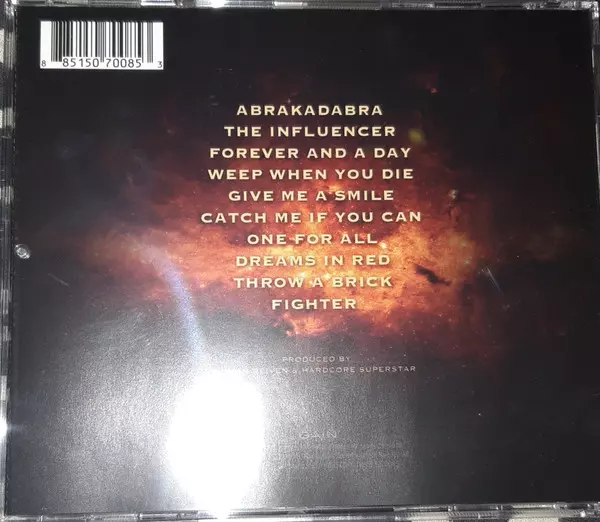 8 85150 70085 3
ABRAKADABRA
THE INFLUENCER
FOREVER AND A DAY
WEEP WHEN YOU DIE
GIVE ME A SMILE
CATCH ME IF YOU CAN
ONE FOR ALL
DREAMS IN RED
THROW A BRICK
FIGHTER
PRODUCED BY
& HARDCORE SUPERSTAR
GAIN